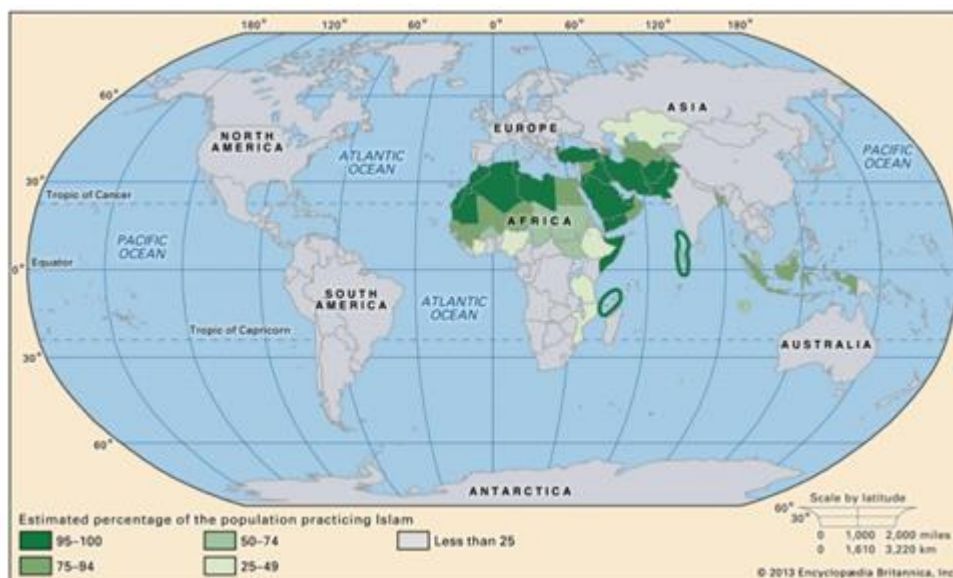 180° 120° 60° 0° 60° 120° 180°
60°
ASIA
NORTH
AMERICA
EUROPE
ATLANTIC
OCEAN
PACIFIC
OCEAN
30°
Tropic of Cancer
AFRICA
PACIFIC
OCEAN
Equator
0°
SOUTH
AMERICA
ATLANTIC
OCEAN
Tropic of Capricorn
AUSTRALIA
30°
60°
ANTARCTICA
Estimated percentage of the population practicing Islam
95–100
50–74
Less than 25
75–94
25–49
Scale by latitude
60°
30°
0 1,000 2,000 miles
0 1,610 3,220 km
© 2013 Encyclopædia Britannica, Inc